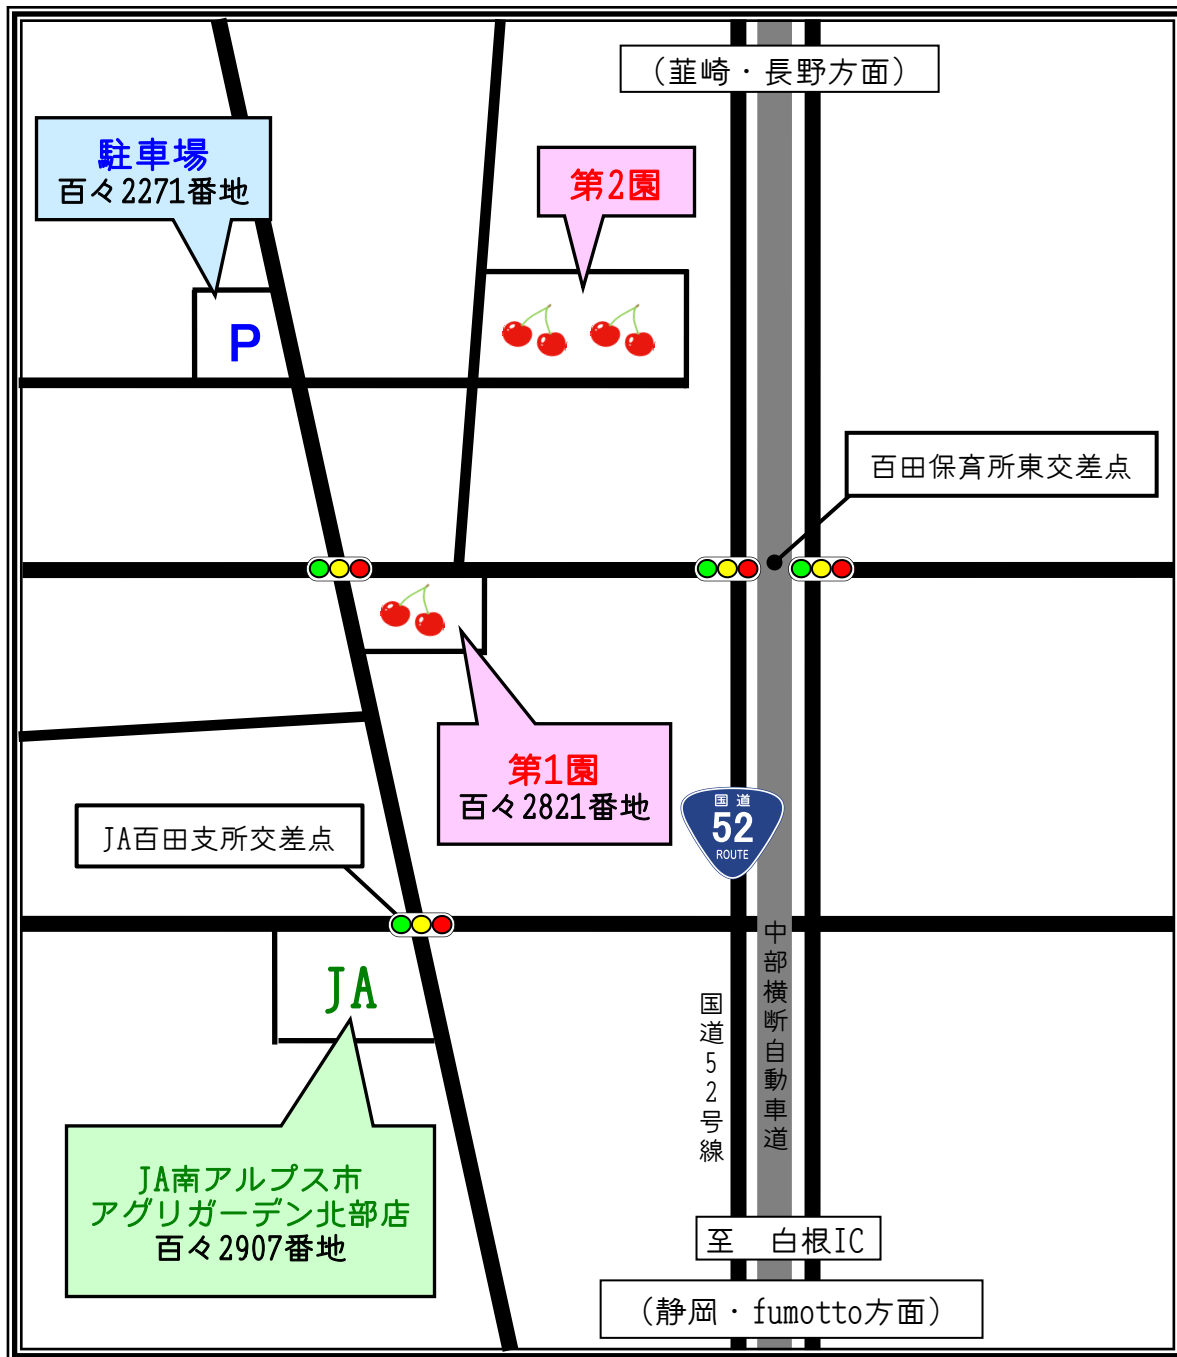 （韮崎・長野方面）
駐車場
百々2271番地
第2園
P
百田保育所東交差点
第1園
百々2821番地
国道
52
ROUTE
JA百田支所交差点
中部横断自動車道
国道52号線
JA
JA南アルプス市
アグリガーデン北部店
百々2907番地
至　白根IC
（静岡・fumotto方面）